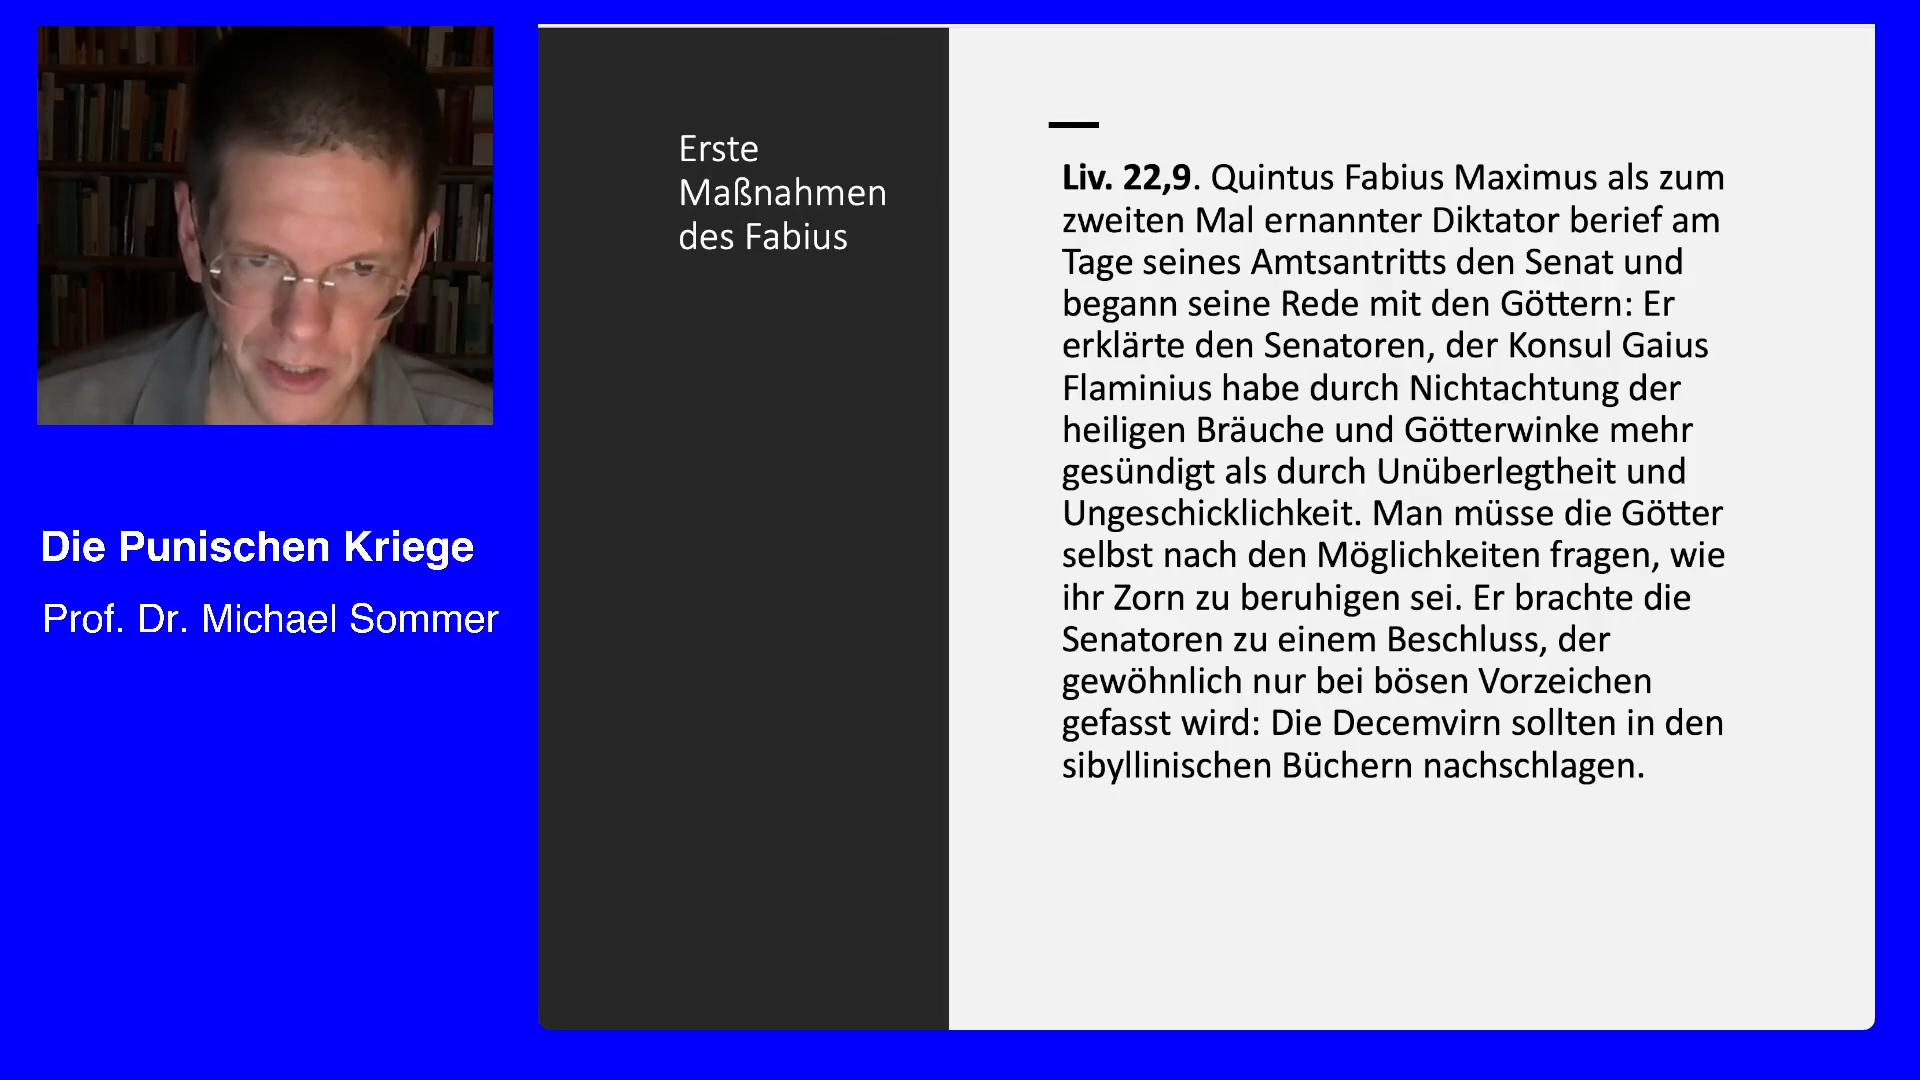 Die Punischen Kriege
Prof. Dr. Michael Sommer
Erste
Maßnahmen
des Fabius
Liv. 22,9. Quintus Fabius Maximus als zum
zweiten Mal ernannter Diktator berief am
Tage seines Amtsantritts den Senat und
begann seine Rede mit den Göttern: Er
erklärte den Senatoren, der Konsul Gaius
Flaminius habe durch Nichtachtung der
heiligen Bräuche und Götterwinke mehr
gesündigt als durch Unüberlegtheit und
Ungeschicklichkeit. Man müsse die Götter
selbst nach den Möglichkeiten fragen, wie
ihr Zorn zu beruhigen sei. Er brachte die
Senatoren zu einem Beschluss, der
gewöhnlich nur bei bösen Vorzeichen
gefasst wird: Die Decemvirn sollten in den
sibyllinischen Büchern nachschlagen.